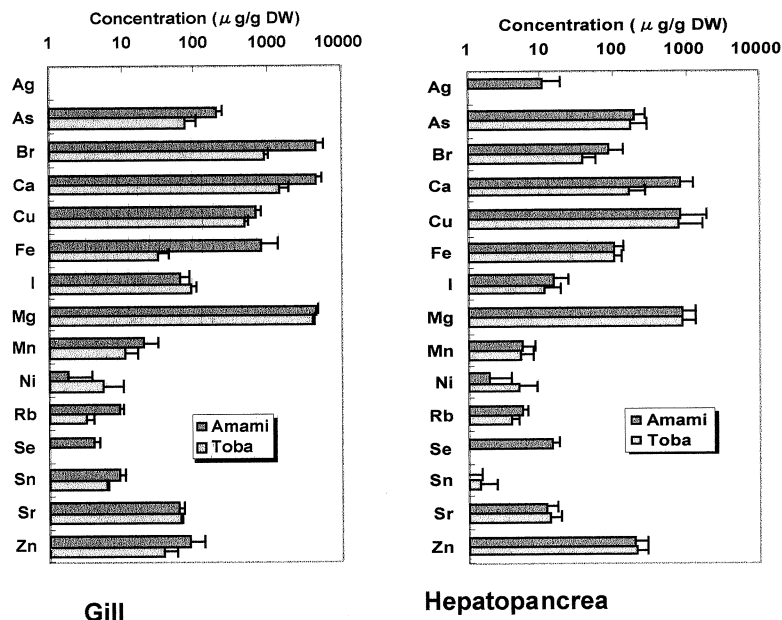 Concentration (μ g/g DW)
1 10 100 1000 10000
Ag
As
Br
Ca
Cu
Fe
I
Mg
Mn
Ni
Rb
Se
Sn
Sr
Zn
Amami
Toba
Gill
Concentration (μ g/g DW)
1 10 100 1000 10000
Ag
As
Br
Ca
Cu
Fe
I
Mg
Mn
Ni
Rb
Se
Sn
Sr
Zn
Amami
Toba
Hepatopancrea